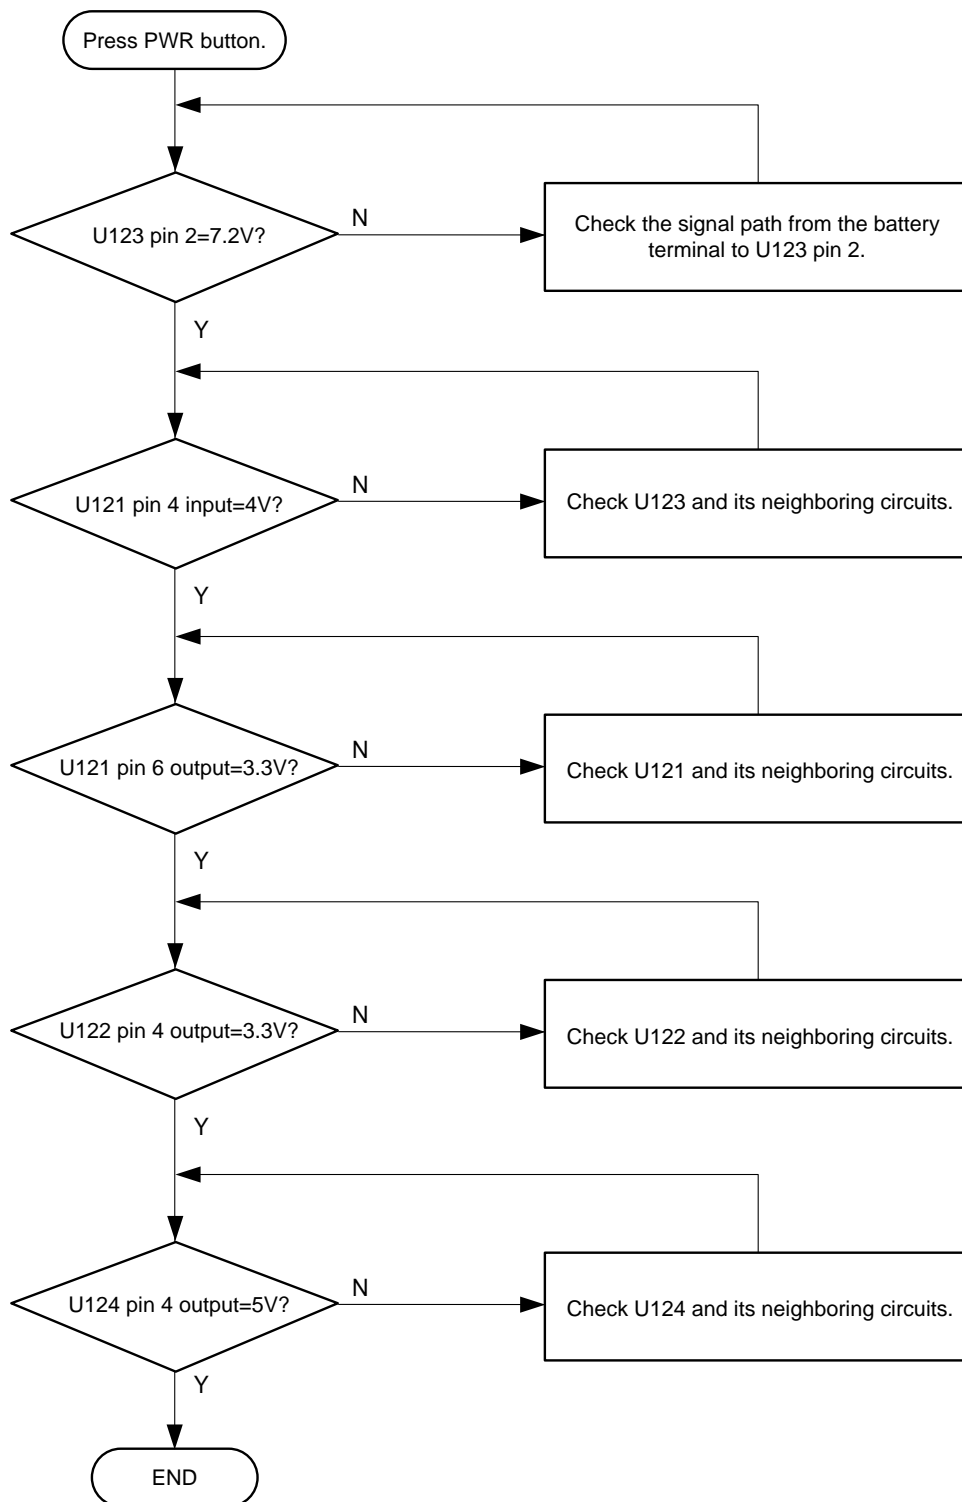 Press PWR button.
U123 pin 2=7.2V?
N
Check the signal path from the battery
terminal to U123 pin 2.
Y
U121 pin 4 input=4V?
N
Check U123 and its neighboring circuits.
Y
U121 pin 6 output=3.3V?
N
Check U121 and its neighboring circuits.
Y
U122 pin 4 output=3.3V?
N
Check U122 and its neighboring circuits.
Y
U124 pin 4 output=5V?
N
Check U124 and its neighboring circuits.
Y
END